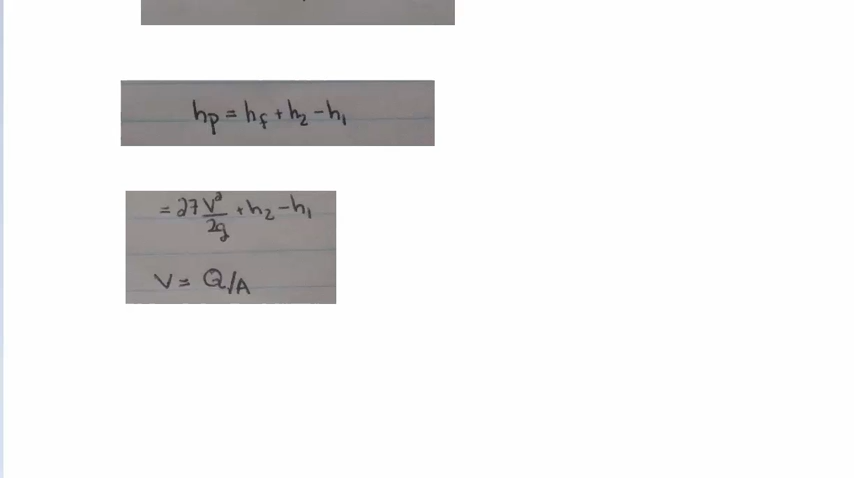 hp = hf + h₂ - h₁
= 27 V²/2g + h₂ - h₁
V = Q/A